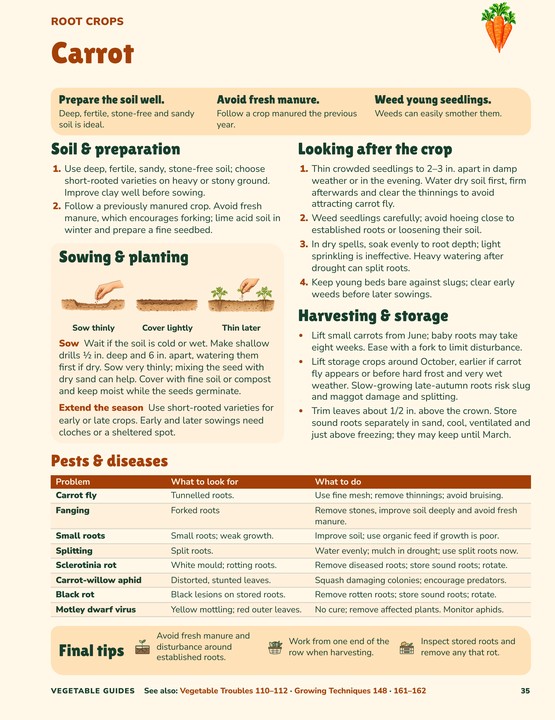 ROOT CROPS
Carrot
Prepare the soil well.
Deep, fertile, stone-free and sandy
soil is ideal.
Avoid fresh manure.
Follow a crop manured the previous
year.
Weed young seedlings.
Weeds can easily smother them.
Soil & preparation
1. Use deep, fertile, sandy, stone-free soil; choose
short-rooted varieties on heavy or stony ground.
Improve clay well before sowing.
2. Follow a previously manured crop. Avoid fresh
manure, which encourages forking; lime acid soil in
winter and prepare a fine seedbed.
Sowing & planting
Sow thinly
Cover lightly
Thin later
Sow Wait if the soil is cold or wet. Make shallow
drills ½ in. deep and 6 in. apart, watering them
first if dry. Sow very thinly; mixing the seed with
dry sand can help. Cover with fine soil or compost
and keep moist while the seeds germinate.
Extend the season Use short-rooted varieties for
early or late crops. Early and later sowings need
cloches or a sheltered spot.
Looking after the crop
1. Thin crowded seedlings to 2–3 in. apart in damp
weather or in the evening. Water dry soil first, firm
afterwards and clear the thinnings to avoid
attracting carrot fly.
2. Weed seedlings carefully; avoid hoeing close to
established roots or loosening their soil.
3. In dry spells, soak evenly to root depth; light
sprinkling is ineffective. Heavy watering after
drought can split roots.
4. Keep young beds bare against slugs; clear early
weeds before later sowings.
Harvesting & storage
• Lift small carrots from June; baby roots may take
eight weeks. Ease with a fork to limit disturbance.
• Lift storage crops around October, earlier if carrot
fly appears or before hard frost and very wet
weather. Slow-growing late-autumn roots risk slug
and maggot damage and splitting.
• Trim leaves about 1/2 in. above the crown. Store
sound roots separately in sand, cool, ventilated and
just above freezing; they may keep until March.
Pests & diseases
Problem What to look for What to do
Carrot fly Tunnelled roots. Use fine mesh; remove thinnings; avoid bruising.
Fanging Forked roots Remove stones, improve soil deeply and avoid fresh
manure.
Small roots Small roots; weak growth. Improve soil; use organic feed if growth is poor.
Splitting Split roots. Water evenly; mulch in drought; use split roots now.
Sclerotinia rot White mould; rotting roots. Remove diseased roots; store sound roots; rotate.
Carrot-willow aphid Distorted, stunted leaves. Squash damaging colonies; encourage predators.
Black rot Black lesions on stored roots. Remove rotten roots; store sound roots; rotate.
Motley dwarf virus Yellow mottling; red outer leaves. No cure; remove affected plants. Monitor aphids.
Final tips
Avoid fresh manure and
disturbance around
established roots.
Work from one end of the
row when harvesting.
Inspect stored roots and
remove any that rot.
VEGETABLE GUIDES See also: Vegetable Troubles 110–112 · Growing Techniques 148 · 161–162 35